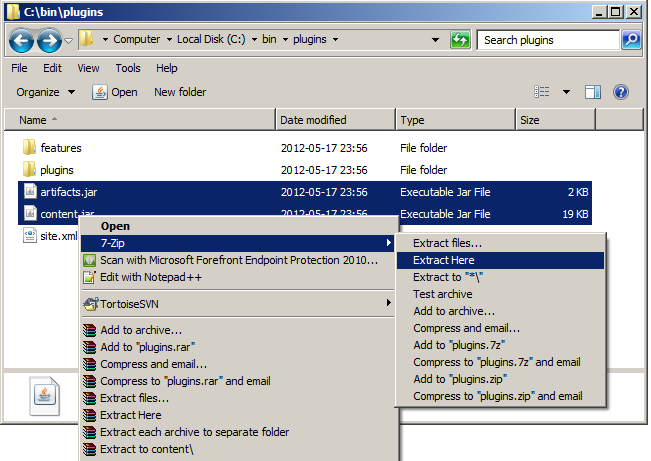 C:\bin\plugins
Computer Local Disk (C:) bin plugins Search plugins
File Edit View Tools Help
Organize Open New folder
Name Date modified Type Size
features 2012-05-17 23:56 File folder
plugins 2012-05-17 23:56 File folder
artifacts.jar 2012-05-17 23:56 Executable Jar File 2 KB
content.jar 2012-05-17 23:56 Executable Jar File 19 KB
site.xml
Open
7-Zip
Scan with Microsoft Forefront Endpoint Protection 2010...
Edit with Notepad++
TortoiseSVN
Add to archive...
Add to "plugins.rar"
Compress and email...
Compress to "plugins.rar" and email
Extract files...
Extract Here
Extract each archive to separate folder
Extract to content\
Extract files...
Extract Here
Extract to "*\"
Test archive
Add to archive...
Compress and email...
Add to "plugins.7z"
Compress to "plugins.7z" and email
Add to "plugins.zip"
Compress to "plugins.zip" and email